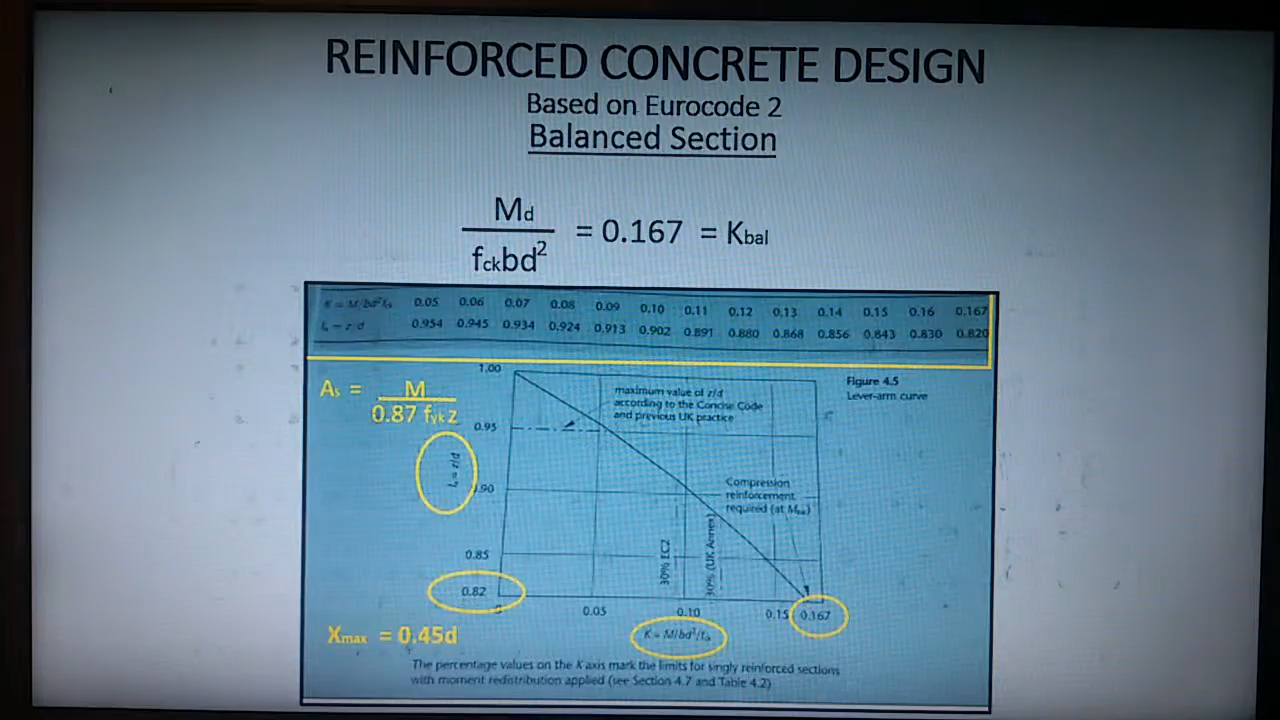 REINFORCED CONCRETE DESIGN
Based on Eurocode 2
Balanced Section
Md
fckbd² = 0.167 = Kbal
K = M/bd²fck 0.05 0.06 0.07 0.08 0.09 0.10 0.11 0.12 0.13 0.14 0.15 0.16 0.167
la = z/d 0.954 0.945 0.934 0.924 0.913 0.902 0.891 0.880 0.868 0.856 0.843 0.830 0.820
As = M
0.87 fyk z
1.00
maximum value of z/d
according to the Concise Code
and previous UK practice
Figure 4.5
Lever-arm curve
0.95
la = z/d
0.90
Compression
reinforcement
required (at Mbal)
30% EC2
30% (UK Annex)
0.85
0.82
0 0.05 0.10 0.15 0.167
Xmax = 0.45d
K = M/bd²fck
The percentage values on the K axis mark the limits for singly reinforced sections
with moment redistribution applied (see Section 4.7 and Table 4.2)